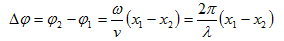 Δφ = φ₂ − φ₁ = ω/v (x₁ − x₂) = 2π/λ (x₁ − x₂)